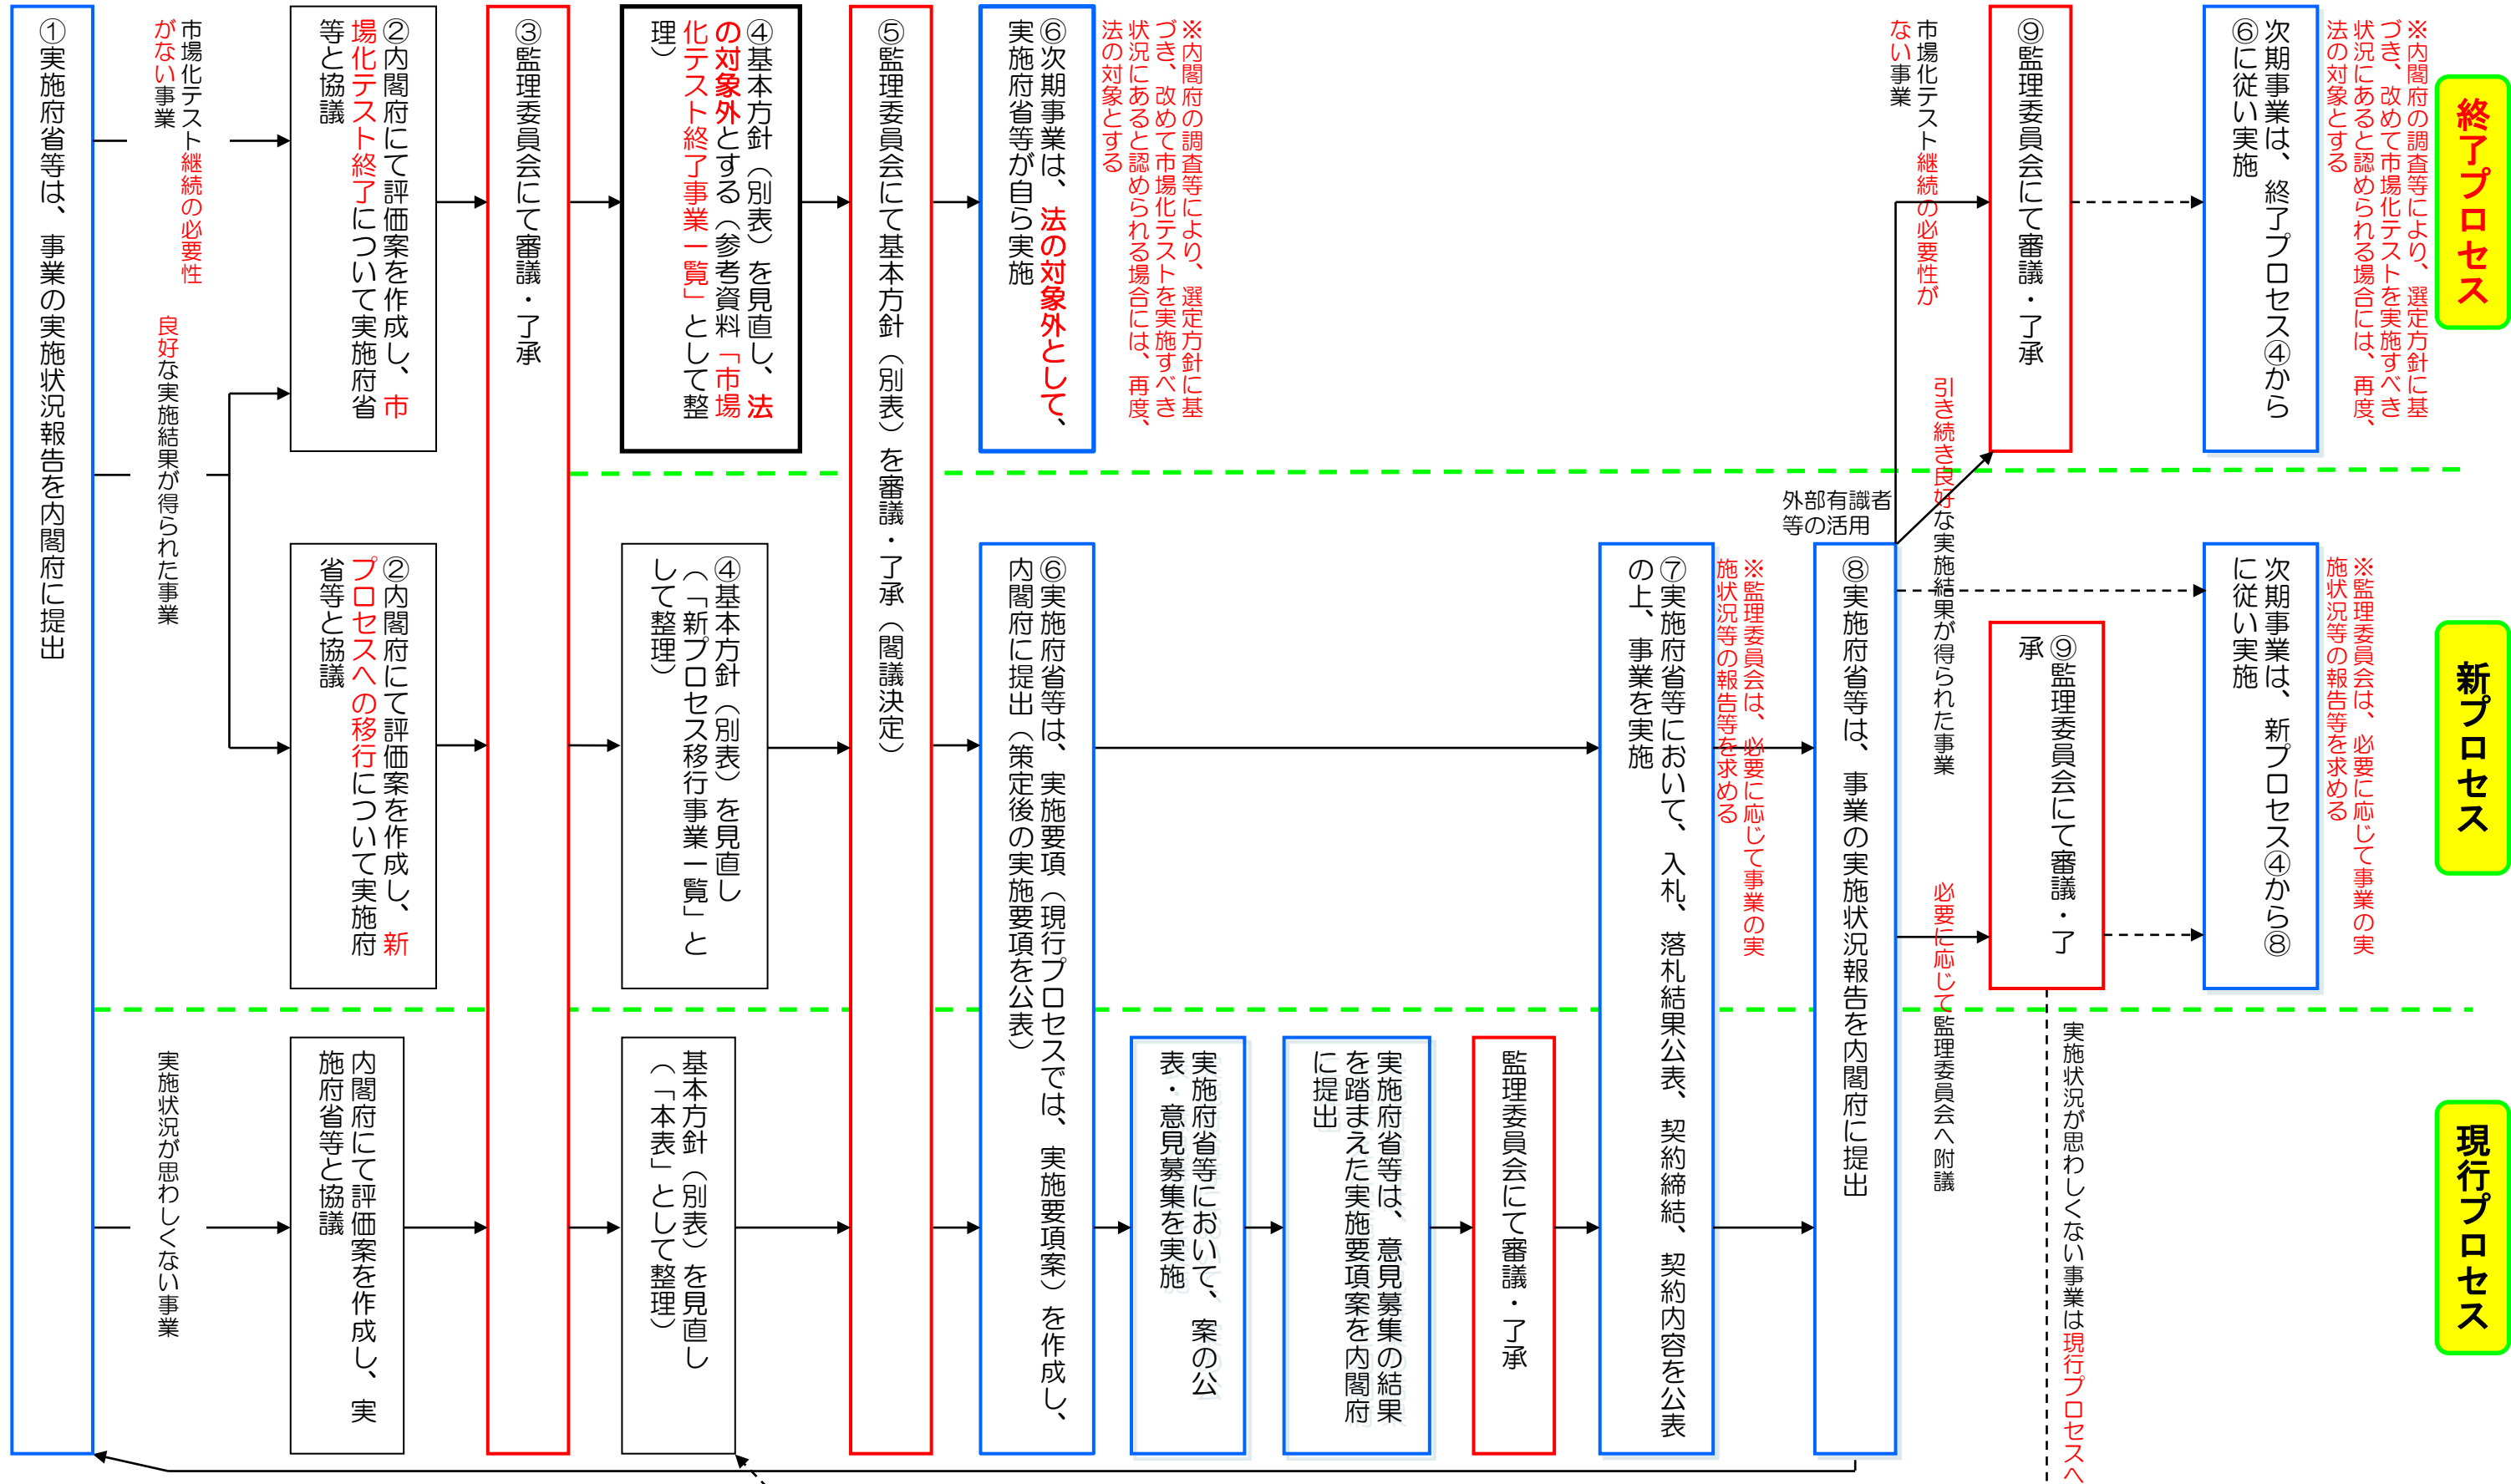 ①実施府省等は、事業の実施状況報告を内閣府に提出
市場化テスト継続の必要性
がない事業
良好な実施結果が得られた事業
実施状況が思わしくない事業
②内閣府にて評価案を作成し、市
場化テスト終了について実施府省
等と協議
②内閣府にて評価案を作成し、新
プロセスへの移行について実施府
省等と協議
内閣府にて評価案を作成し、実
施府省等と協議
③監理委員会にて審議・了承
④基本方針（別表）を見直し、法
の対象外とする（参考資料「市場
化テスト終了事業一覧」として整
理）
④基本方針（別表）を見直し
（「新プロセス移行事業一覧」と
して整理）
基本方針（別表）を見直し
（「本表」として整理）
⑤監理委員会にて基本方針（別表）を審議・了承（閣議決定）
⑥次期事業は、法の対象外として、
実施府省等が自ら実施
※内閣府の調査等により、選定方針に基
づき、改めて市場化テストを実施すべき
状況にあると認められる場合には、再度、
法の対象とする
⑥実施府省等は、実施要項（現行プロセスでは、実施要項案）を作成し、
内閣府に提出（策定後の実施要項を公表）
実施府省等において、案の公
表・意見募集を実施
実施府省等は、意見募集の結果
を踏まえた実施要項案を内閣府
に提出
監理委員会にて審議・了承
⑦実施府省等において、入札、落札結果公表、契約締結、契約内容を公表
の上、事業を実施
※監理委員会は、必要に応じて事業の実
施状況等の報告等を求める
外部有識者
等の活用
⑧実施府省等は、事業の実施状況報告を内閣府に提出
市場化テスト継続の必要性が
ない事業
引き続き良好な実施結果が得られた事業
必要に応じて監理委員会へ附議
⑨監理委員会にて審議・了承
⑨監理委員会にて審議・了
承
実施状況が思わしくない事業は現行プロセスへ
次期事業は、終了プロセス④から
⑥に従い実施
※内閣府の調査等により、選定方針に基
づき、改めて市場化テストを実施すべき
状況にあると認められる場合には、再度、
法の対象とする
次期事業は、新プロセス④から⑧
に従い実施
※監理委員会は、必要に応じて事業の実
施状況等の報告等を求める
終了プロセス
新プロセス
現行プロセス